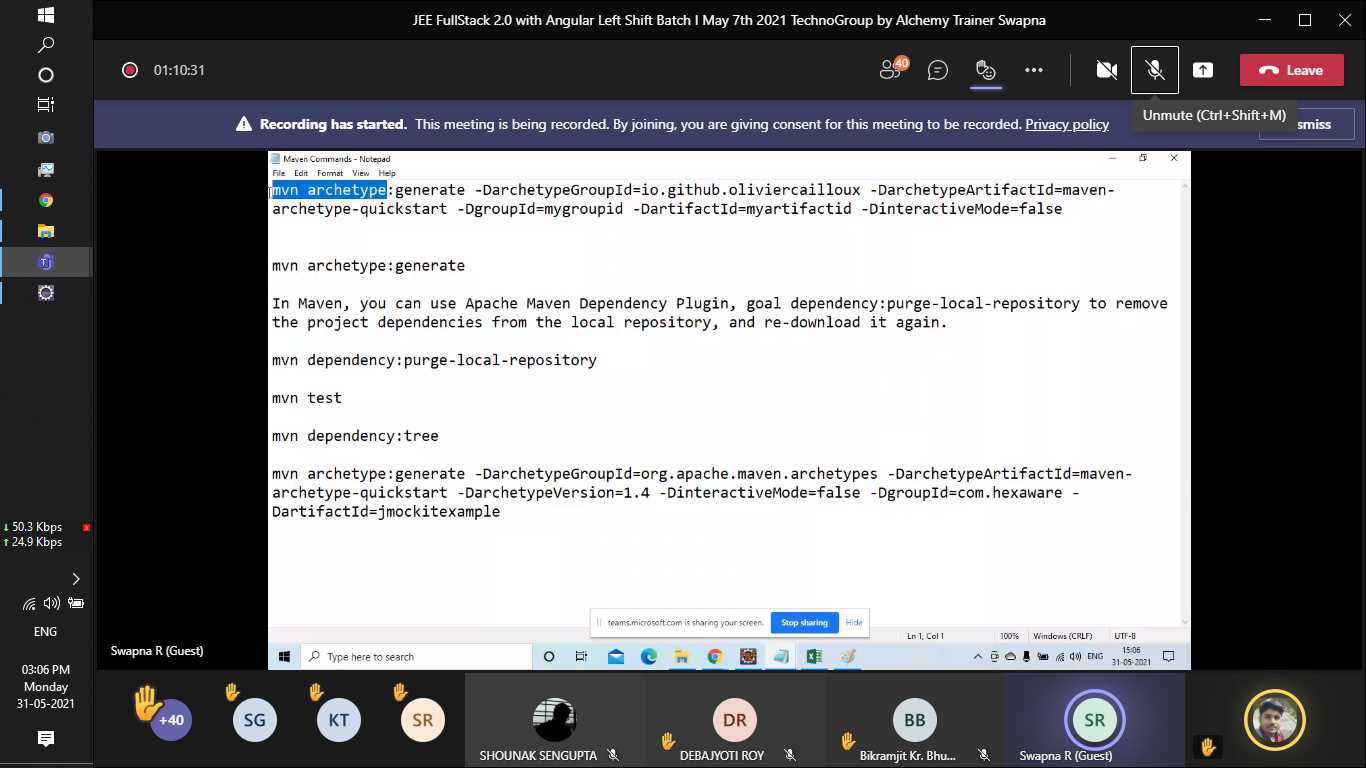 JEE FullStack 2.0 with Angular Left Shift Batch I May 7th 2021 TechnoGroup by Alchemy Trainer Swapna
01:10:31
40
Leave
Recording has started. This meeting is being recorded. By joining, you are giving consent for this meeting to be recorded. Privacy policy
Unmute (Ctrl+Shift+M)
Maven Commands - Notepad
File Edit Format View Help
mvn archetype:generate -DarchetypeGroupId=io.github.oliviercailloux -DarchetypeArtifactId=maven-
archetype-quickstart -DgroupId=mygroupid -DartifactId=myartifactid -DinteractiveMode=false
mvn archetype:generate
In Maven, you can use Apache Maven Dependency Plugin, goal dependency:purge-local-repository to remove
the project dependencies from the local repository, and re-download it again.
mvn dependency:purge-local-repository
mvn test
mvn dependency:tree
mvn archetype:generate -DarchetypeGroupId=org.apache.maven.archetypes -DarchetypeArtifactId=maven-
archetype-quickstart -DarchetypeVersion=1.4 -DinteractiveMode=false -DgroupId=com.hexaware -
DartifactId=jmockitexample
teams.microsoft.com is sharing your screen. Stop sharing Hide
Ln 1, Col 1 100% Windows (CRLF) UTF-8
Type here to search
ENG
15:06
31-05-2021
Swapna R (Guest)
↓ 50.3 Kbps x
↑ 24.9 Kbps
ENG
03:06 PM
Monday
31-05-2021
+40
SG
KT
SR
SHOUNAK SENGUPTA
DR
DEBAJYOTI ROY
BB
Bikramjit Kr. Bhu...
SR
Swapna R (Guest)